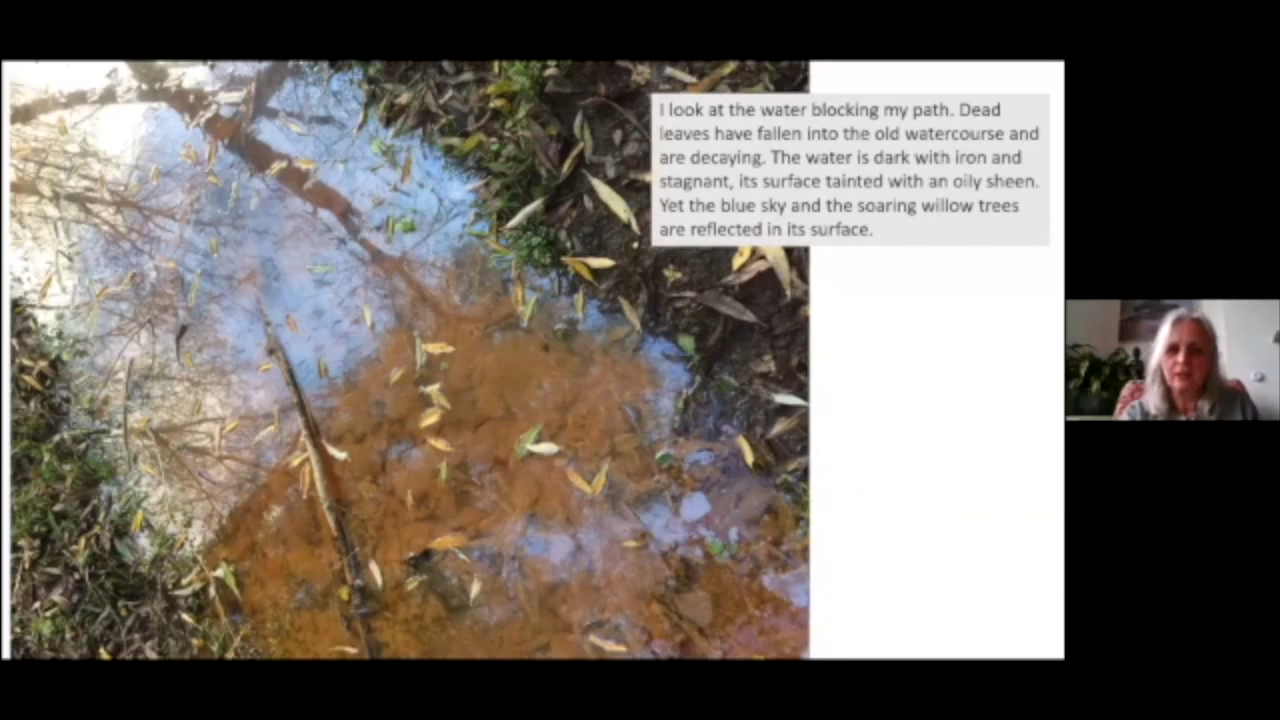 I look at the water blocking my path. Dead
leaves have fallen into the old watercourse and
are decaying. The water is dark with iron and
stagnant, its surface tainted with an oily sheen.
Yet the blue sky and the soaring willow trees
are reflected in its surface.